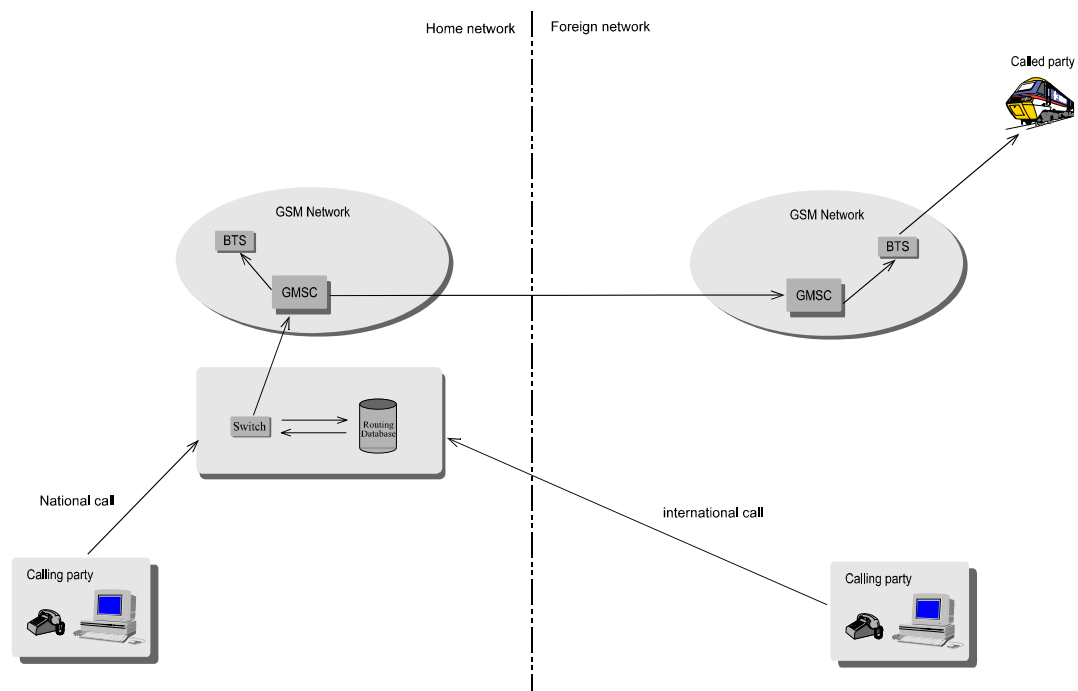 Home network
Foreign network
Called party
GSM Network
BTS
GMSC
GSM Network
BTS
GMSC
Switch
Routing
Database
National call
international call
Calling party
Calling party